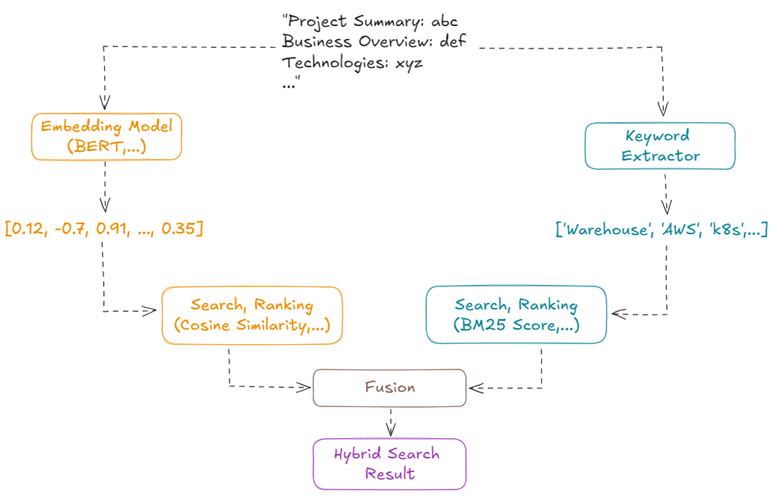 "Project Summary: abc
Business Overview: def
Technologies: xyz
..."
Embedding Model
(BERT,...)
Keyword
Extractor
[0.12, -0.7, 0.91, ..., 0.35]
['Warehouse', 'AWS', 'k8s',...]
Search, Ranking
(Cosine Similarity,...)
Search, Ranking
(BM25 Score,...)
Fusion
Hybrid Search
Result